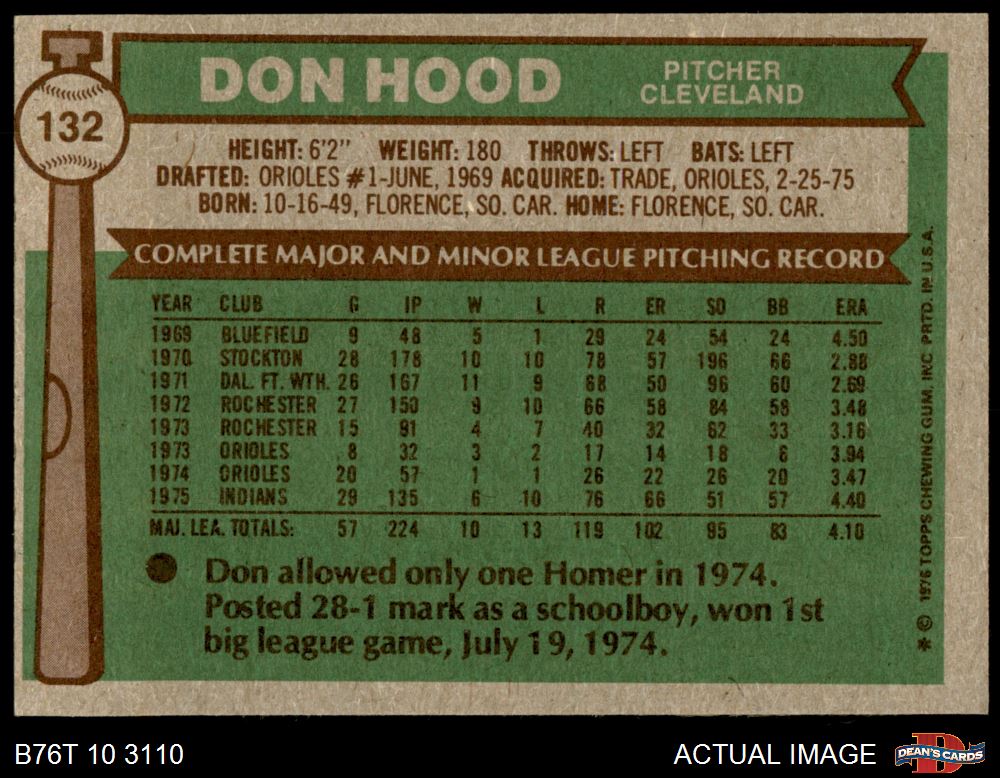 132
DON HOOD
PITCHER
CLEVELAND
HEIGHT: 6'2" WEIGHT: 180 THROWS: LEFT BATS: LEFT
DRAFTED: ORIOLES #1-JUNE, 1969 ACQUIRED: TRADE, ORIOLES, 2-25-75
BORN: 10-16-49, FLORENCE, SO. CAR. HOME: FLORENCE, SO. CAR.
COMPLETE MAJOR AND MINOR LEAGUE PITCHING RECORD
YEAR CLUB G IP W L R ER SO BB ERA
1969 BLUEFIELD 9 48 5 1 29 24 54 24 4.50
1970 STOCKTON 28 178 10 10 78 57 196 66 2.88
1971 DAL. FT. WTH. 26 167 11 9 68 50 96 60 2.69
1972 ROCHESTER 27 150 9 10 66 58 84 58 3.48
1973 ROCHESTER 15 91 4 7 40 32 62 33 3.16
1973 ORIOLES 8 32 3 2 17 14 18 6 3.94
1974 ORIOLES 20 57 1 1 26 22 26 20 3.47
1975 INDIANS 29 135 6 10 76 66 51 57 4.40
MAJ. LEA. TOTALS: 57 224 10 13 119 102 95 83 4.10
Don allowed only one Homer in 1974.
Posted 28-1 mark as a schoolboy, won 1st
big league game, July 19, 1974.
* © 1976 TOPPS CHEWING GUM, INC. PRTD. IN U.S.A.
B76T 10 3110
ACTUAL IMAGE
DEAN'S CARDS